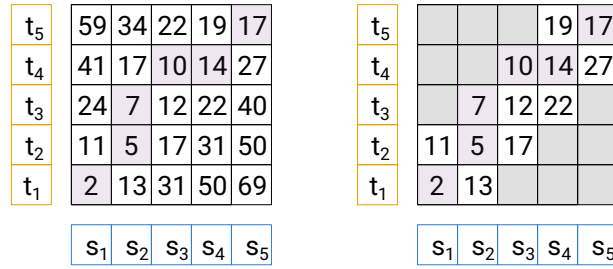 t₅ 59 34 22 19 17 t₅ 19 17
t₄ 41 17 10 14 27 t₄ 10 14 27
t₃ 24 7 12 22 40 t₃ 7 12 22
t₂ 11 5 17 31 50 t₂ 11 5 17
t₁ 2 13 31 50 69 t₁ 2 13
s₁ s₂ s₃ s₄ s₅ s₁ s₂ s₃ s₄ s₅